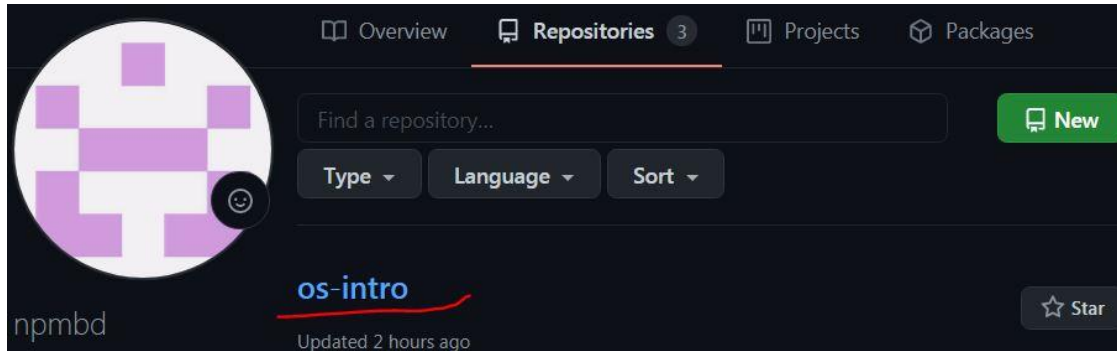 Overview Repositories 3 Projects Packages
Find a repository...
New
Type Language Sort
os-intro
Star
npmbd
Updated 2 hours ago